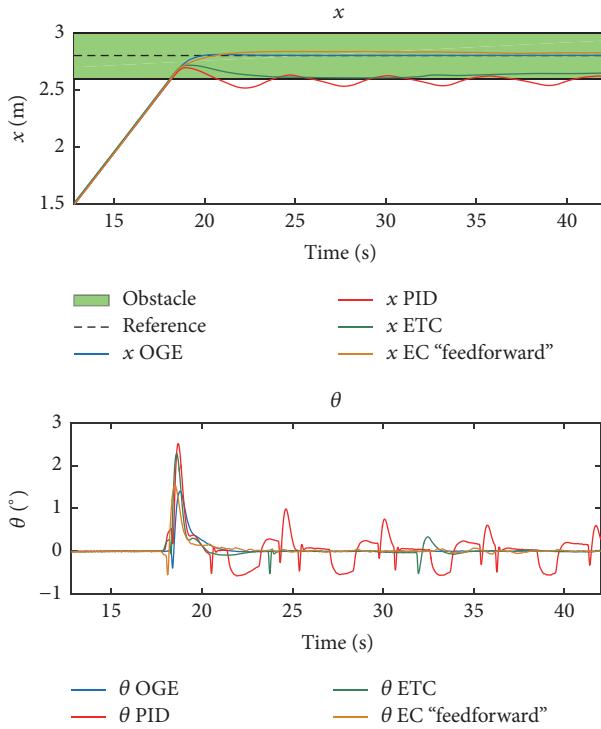 x
3
2.5
2
1.5
x (m)
15 20 25 30 35 40
Time (s)
Obstacle x PID
Reference x ETC
x OGE x EC “feedforward”
θ
3
2
1
0
−1
θ (°)
15 20 25 30 35 40
Time (s)
θ OGE θ ETC
θ PID θ EC “feedforward”